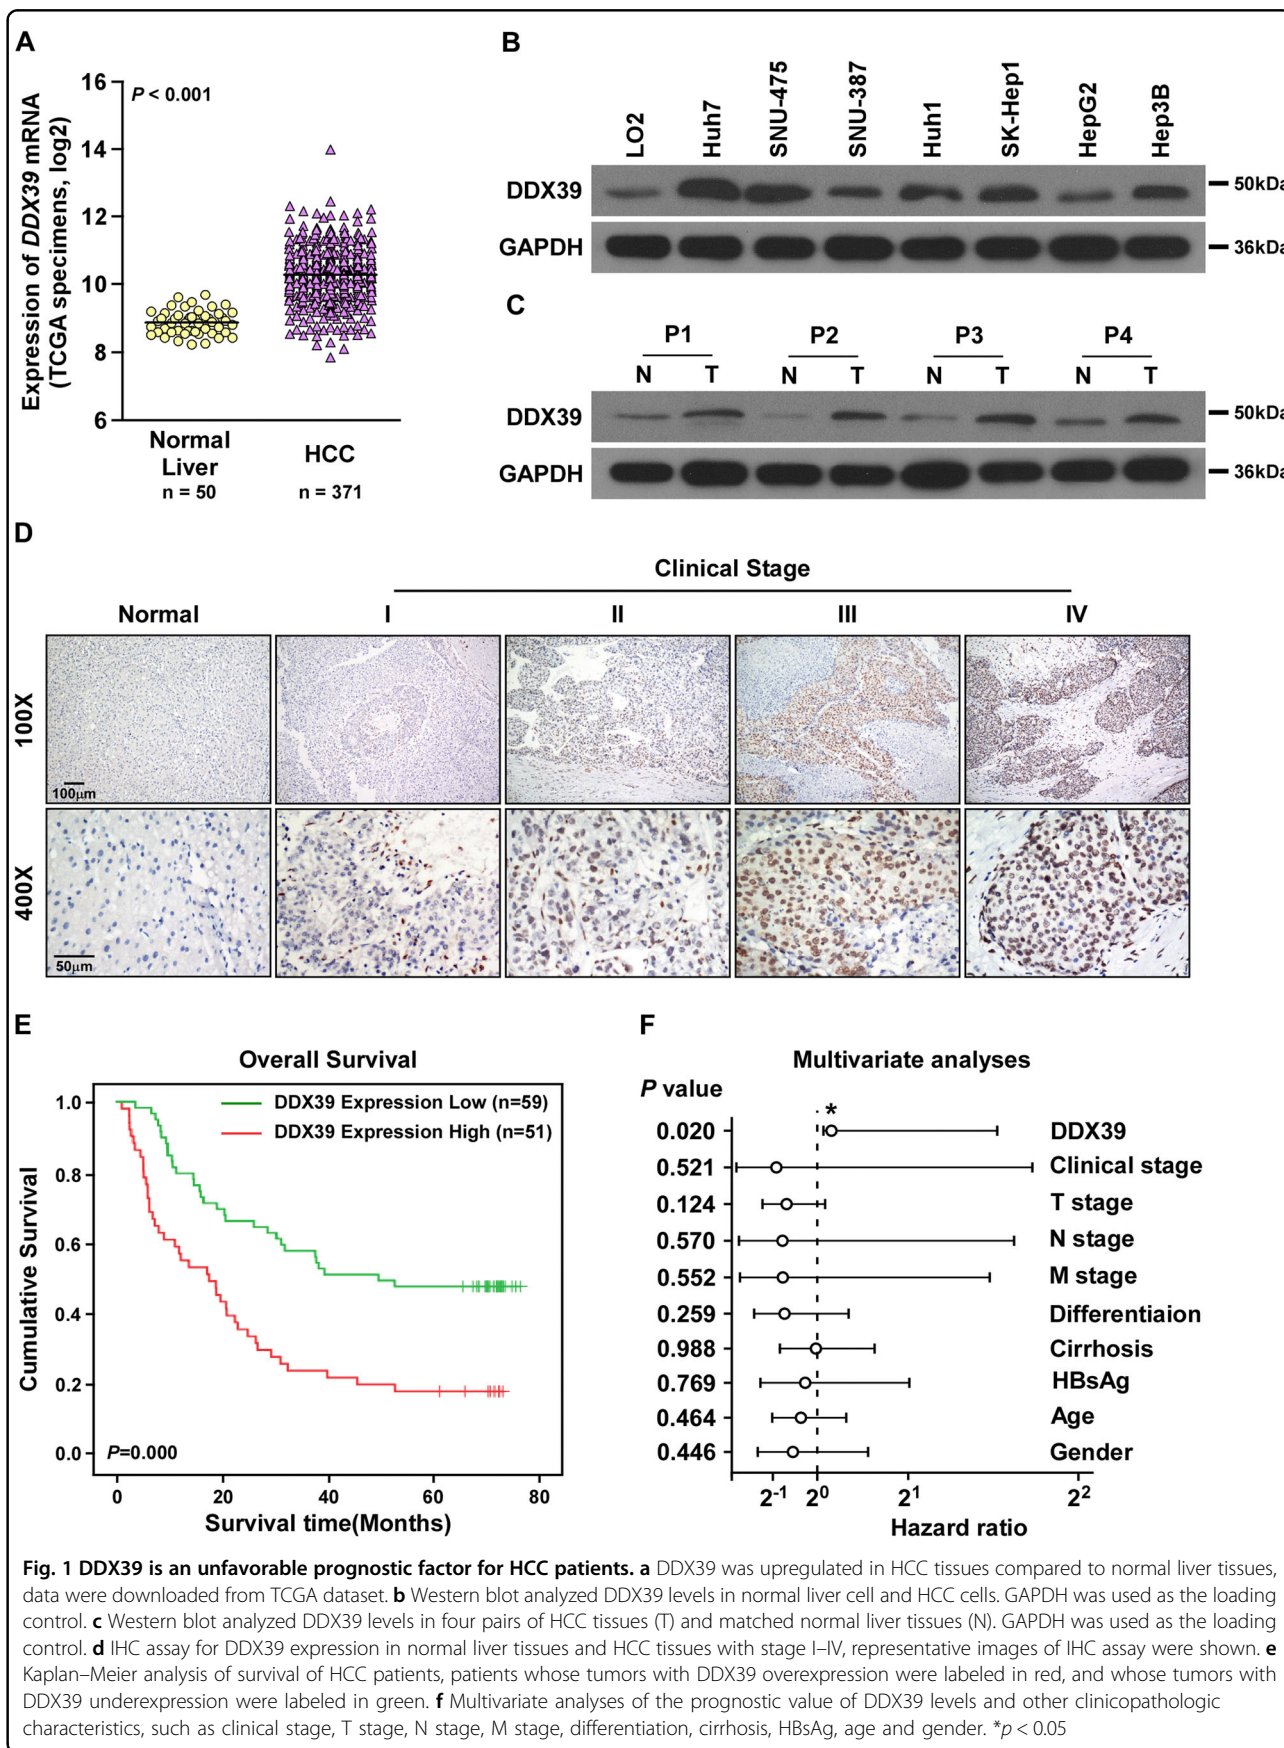 A
P < 0.001
Expression of DDX39 mRNA
(TCGA specimens, log2)
16
14
12
10
8
6
Normal
Liver
n = 50
HCC
n = 371
B
LO2
Huh7
SNU-475
SNU-387
Huh1
SK-Hep1
HepG2
Hep3B
DDX39
50kDa
GAPDH
36kDa
C
P1
P2
P3
P4
N T N T N T N T
DDX39
50kDa
GAPDH
36kDa
D
Clinical Stage
Normal
I
II
III
IV
100X
100μm
400X
50μm
E
Overall Survival
DDX39 Expression Low (n=59)
DDX39 Expression High (n=51)
Cumulative Survival
1.0
0.8
0.6
0.4
0.2
0.0
P=0.000
0 20 40 60 80
Survival time(Months)
F
Multivariate analyses
P value
*
0.020 DDX39
0.521 Clinical stage
0.124 T stage
0.570 N stage
0.552 M stage
0.259 Differentiaion
0.988 Cirrhosis
0.769 HBsAg
0.464 Age
0.446 Gender
2-1 20 21 22
Hazard ratio
Fig. 1 DDX39 is an unfavorable prognostic factor for HCC patients. a DDX39 was upregulated in HCC tissues compared to normal liver tissues,
data were downloaded from TCGA dataset. b Western blot analyzed DDX39 levels in normal liver cell and HCC cells. GAPDH was used as the loading
control. c Western blot analyzed DDX39 levels in four pairs of HCC tissues (T) and matched normal liver tissues (N). GAPDH was used as the loading
control. d IHC assay for DDX39 expression in normal liver tissues and HCC tissues with stage I–IV, representative images of IHC assay were shown. e
Kaplan–Meier analysis of survival of HCC patients, patients whose tumors with DDX39 overexpression were labeled in red, and whose tumors with
DDX39 underexpression were labeled in green. f Multivariate analyses of the prognostic value of DDX39 levels and other clinicopathologic
characteristics, such as clinical stage, T stage, N stage, M stage, differentiation, cirrhosis, HBsAg, age and gender. *p < 0.05